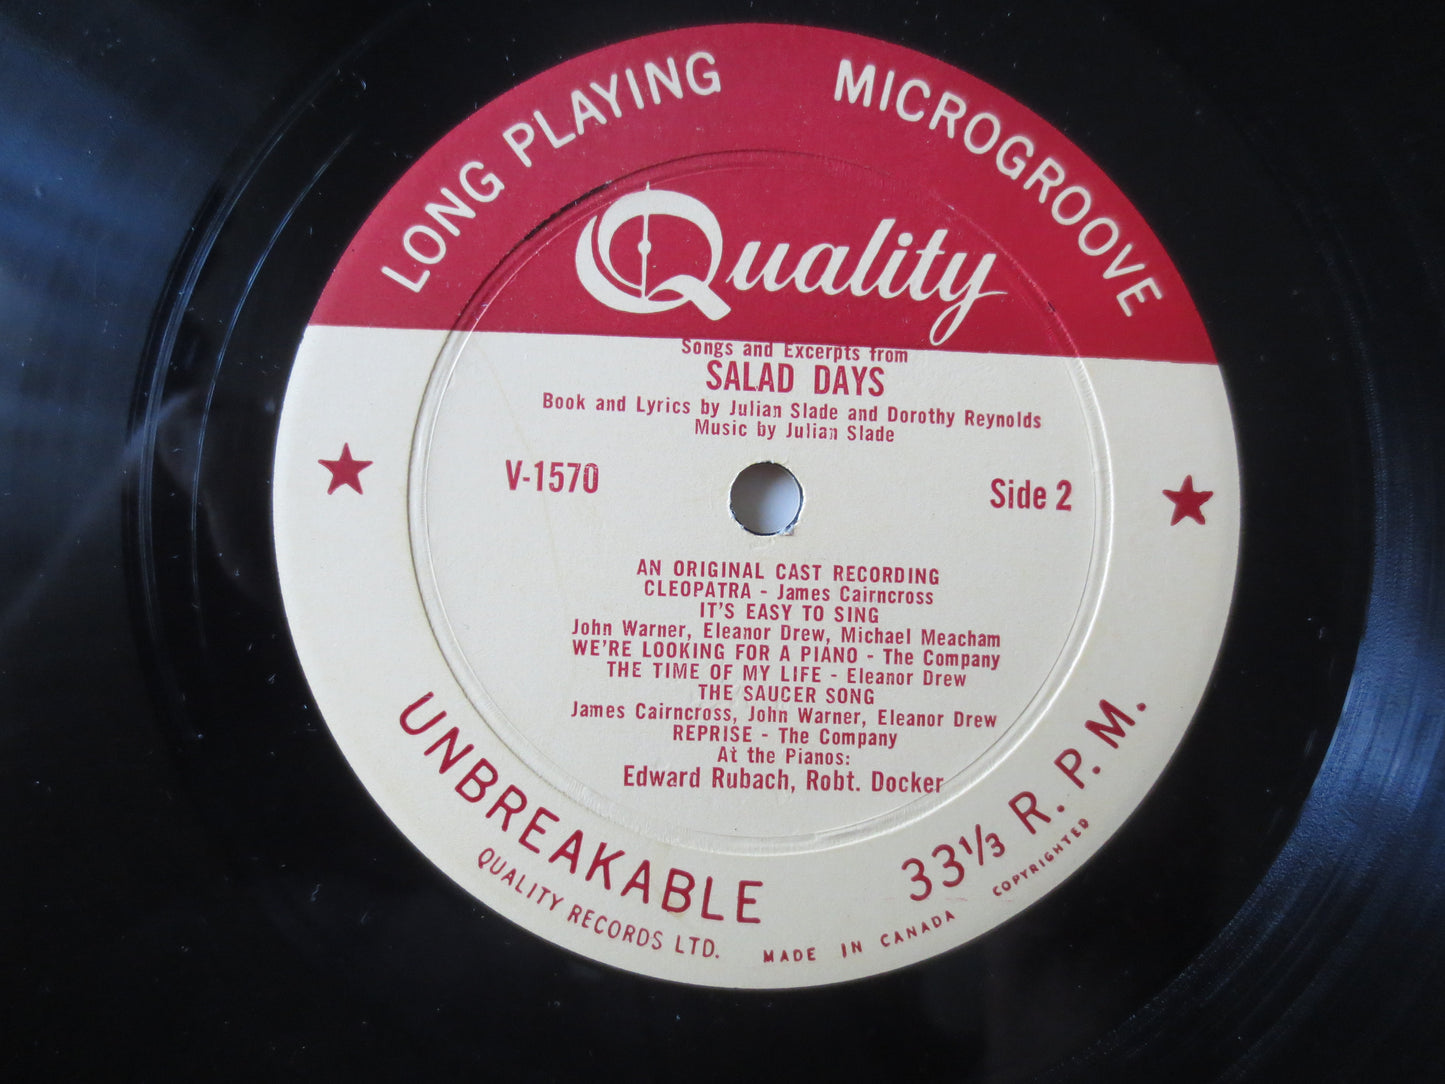 LONG PLAYING MICROGROOVE
Quality
Songs and Excerpts from
SALAD DAYS
Book and Lyrics by Julian Slade and Dorothy Reynolds
Music by Julian Slade
V-1570
Side 2
AN ORIGINAL CAST RECORDING
CLEOPATRA - James Cairncross
IT'S EASY TO SING
John Warner, Eleanor Drew, Michael Meacham
WE'RE LOOKING FOR A PIANO - The Company
THE TIME OF MY LIFE - Eleanor Drew
THE SAUCER SONG
James Cairncross, John Warner, Eleanor Drew
REPRISE - The Company
At the Pianos:
Edward Rubach, Robt. Docker
UNBREAKABLE
33⅓ R.P.M.
QUALITY RECORDS LTD.
MADE IN CANADA
COPYRIGHTED